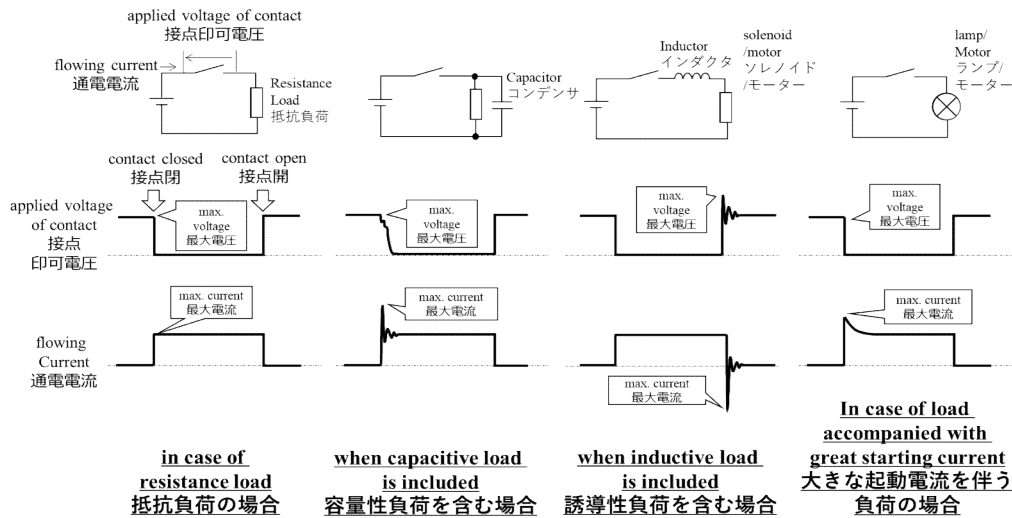 applied voltage of contact
接点印可電圧
flowing current
通電電流
Resistance
Load
抵抗負荷
Capacitor
コンデンサ
Inductor
インダクタ
solenoid
/motor
ソレノイド
/モーター
lamp/
Motor
ランプ/
モーター
contact closed
接点閉
contact open
接点開
applied voltage
of contact
接点
印可電圧
max.
voltage
最大電圧
max.
voltage
最大電圧
max.
voltage
最大電圧
max.
voltage
最大電圧
flowing
Current
通電電流
max. current
最大電流
max. current
最大電流
max. current
最大電流
max. current
最大電流
in case of
resistance load
抵抗負荷の場合
when capacitive load
is included
容量性負荷を含む場合
when inductive load
is included
誘導性負荷を含む場合
In case of load
accompanied with
great starting current
大きな起動電流を伴う
負荷の場合